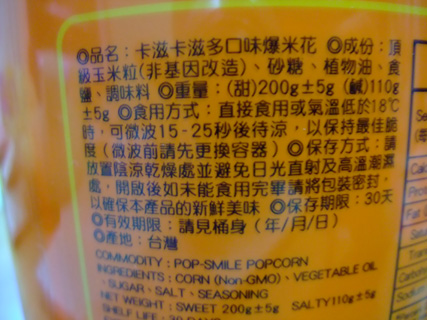 ◎品名：卡滋卡滋多口味爆米花 ◎成份：頂
級玉米粒(非基因改造)、砂糖、植物油、食
鹽、調味料 ◎重量：(甜)200g±5g (鹹)110g
±5g ◎食用方式：直接食用或氣溫低於18℃
時，可微波15-25秒後待涼，以保持最佳脆
度（微波前請先更換容器）◎保存方式：請
放置陰涼乾燥處並避免日光直射及高溫潮濕
處，開啟後如未能食用完畢請將包裝密封，
以確保本產品的新鮮美味 ◎保存期限：30天
◎有效期限：請見桶身（年/月/日）
◎產地：台灣
COMMODITY : POP-SMILE POPCORN
INGREDIENTS : CORN (Non-GMO)、VEGETABLE OIL
、SUGAR、SALT、SEASONING
NET WEIGHT : SWEET 200g±5g SALTY110g±5g